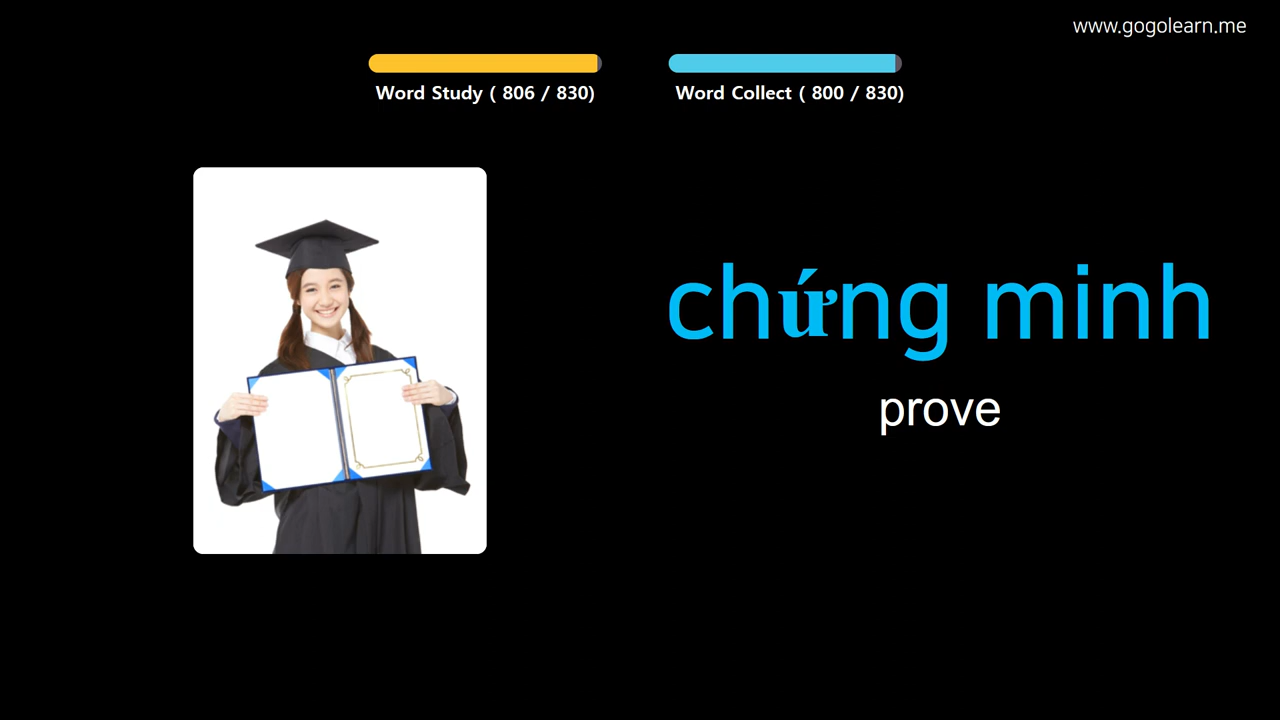 www.gogolearn.me
Word Study ( 806 / 830)
Word Collect ( 800 / 830)
chứng minh
prove